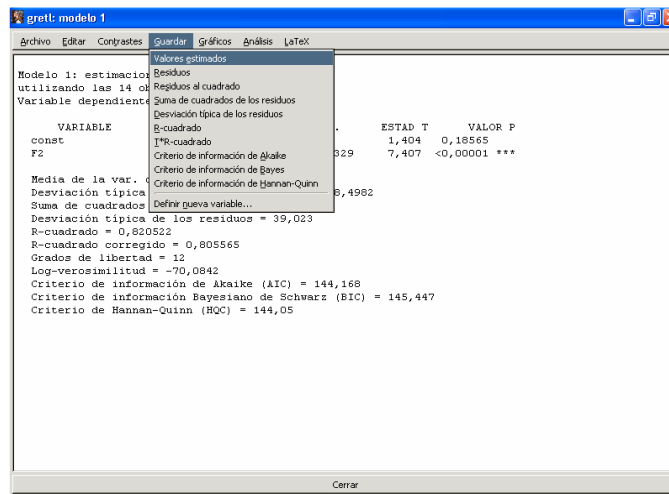 gretl: modelo 1
Archivo Editar Contrastes Guardar Gráficos Análisis LaTeX
Valores estimados
Residuos
Residuos al cuadrado
Suma de cuadrados de los residuos
Desviación típica de los residuos
R-cuadrado
T*R-cuadrado
Criterio de información de Akaike
Criterio de información de Bayes
Criterio de información de Hannan-Quinn
Definir nueva variable...
Modelo 1: estimacion
utilizando las 14 ob
Variable dependiente
VARIABLE . ESTAD T VALOR P
const 1,404 0,18565
F2 329 7,407 <0,00001 ***
Media de la var. d
Desviación típica 8,4982
Suma de cuadrados
Desviación típica de los residuos = 39,023
R-cuadrado = 0,820522
R-cuadrado corregido = 0,805565
Grados de libertad = 12
Log-verosimilitud = -70,0842
Criterio de información de Akaike (AIC) = 144,168
Criterio de información Bayesiano de Schwarz (BIC) = 145,447
Criterio de Hannan-Quinn (HQC) = 144,05
Cerrar